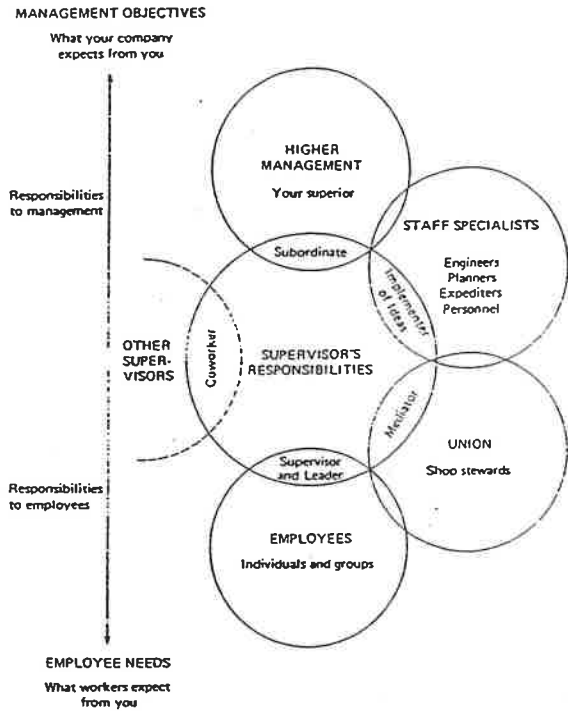 MANAGEMENT OBJECTIVES
What your company
expects from you
HIGHER
MANAGEMENT
Your superior
Responsibilities
to management
STAFF SPECIALISTS
Engineers
Planners
Expediters
Personnel
Subordinate
Implementer
of Ideas
OTHER
SUPER-
VISORS
Coworker
SUPERVISOR'S
RESPONSIBILITIES
Mediator
UNION
Shop stewards
Supervisor
and Leader
Responsibilities
to employees
EMPLOYEES
Individuals and groups
EMPLOYEE NEEDS
What workers expect
from you